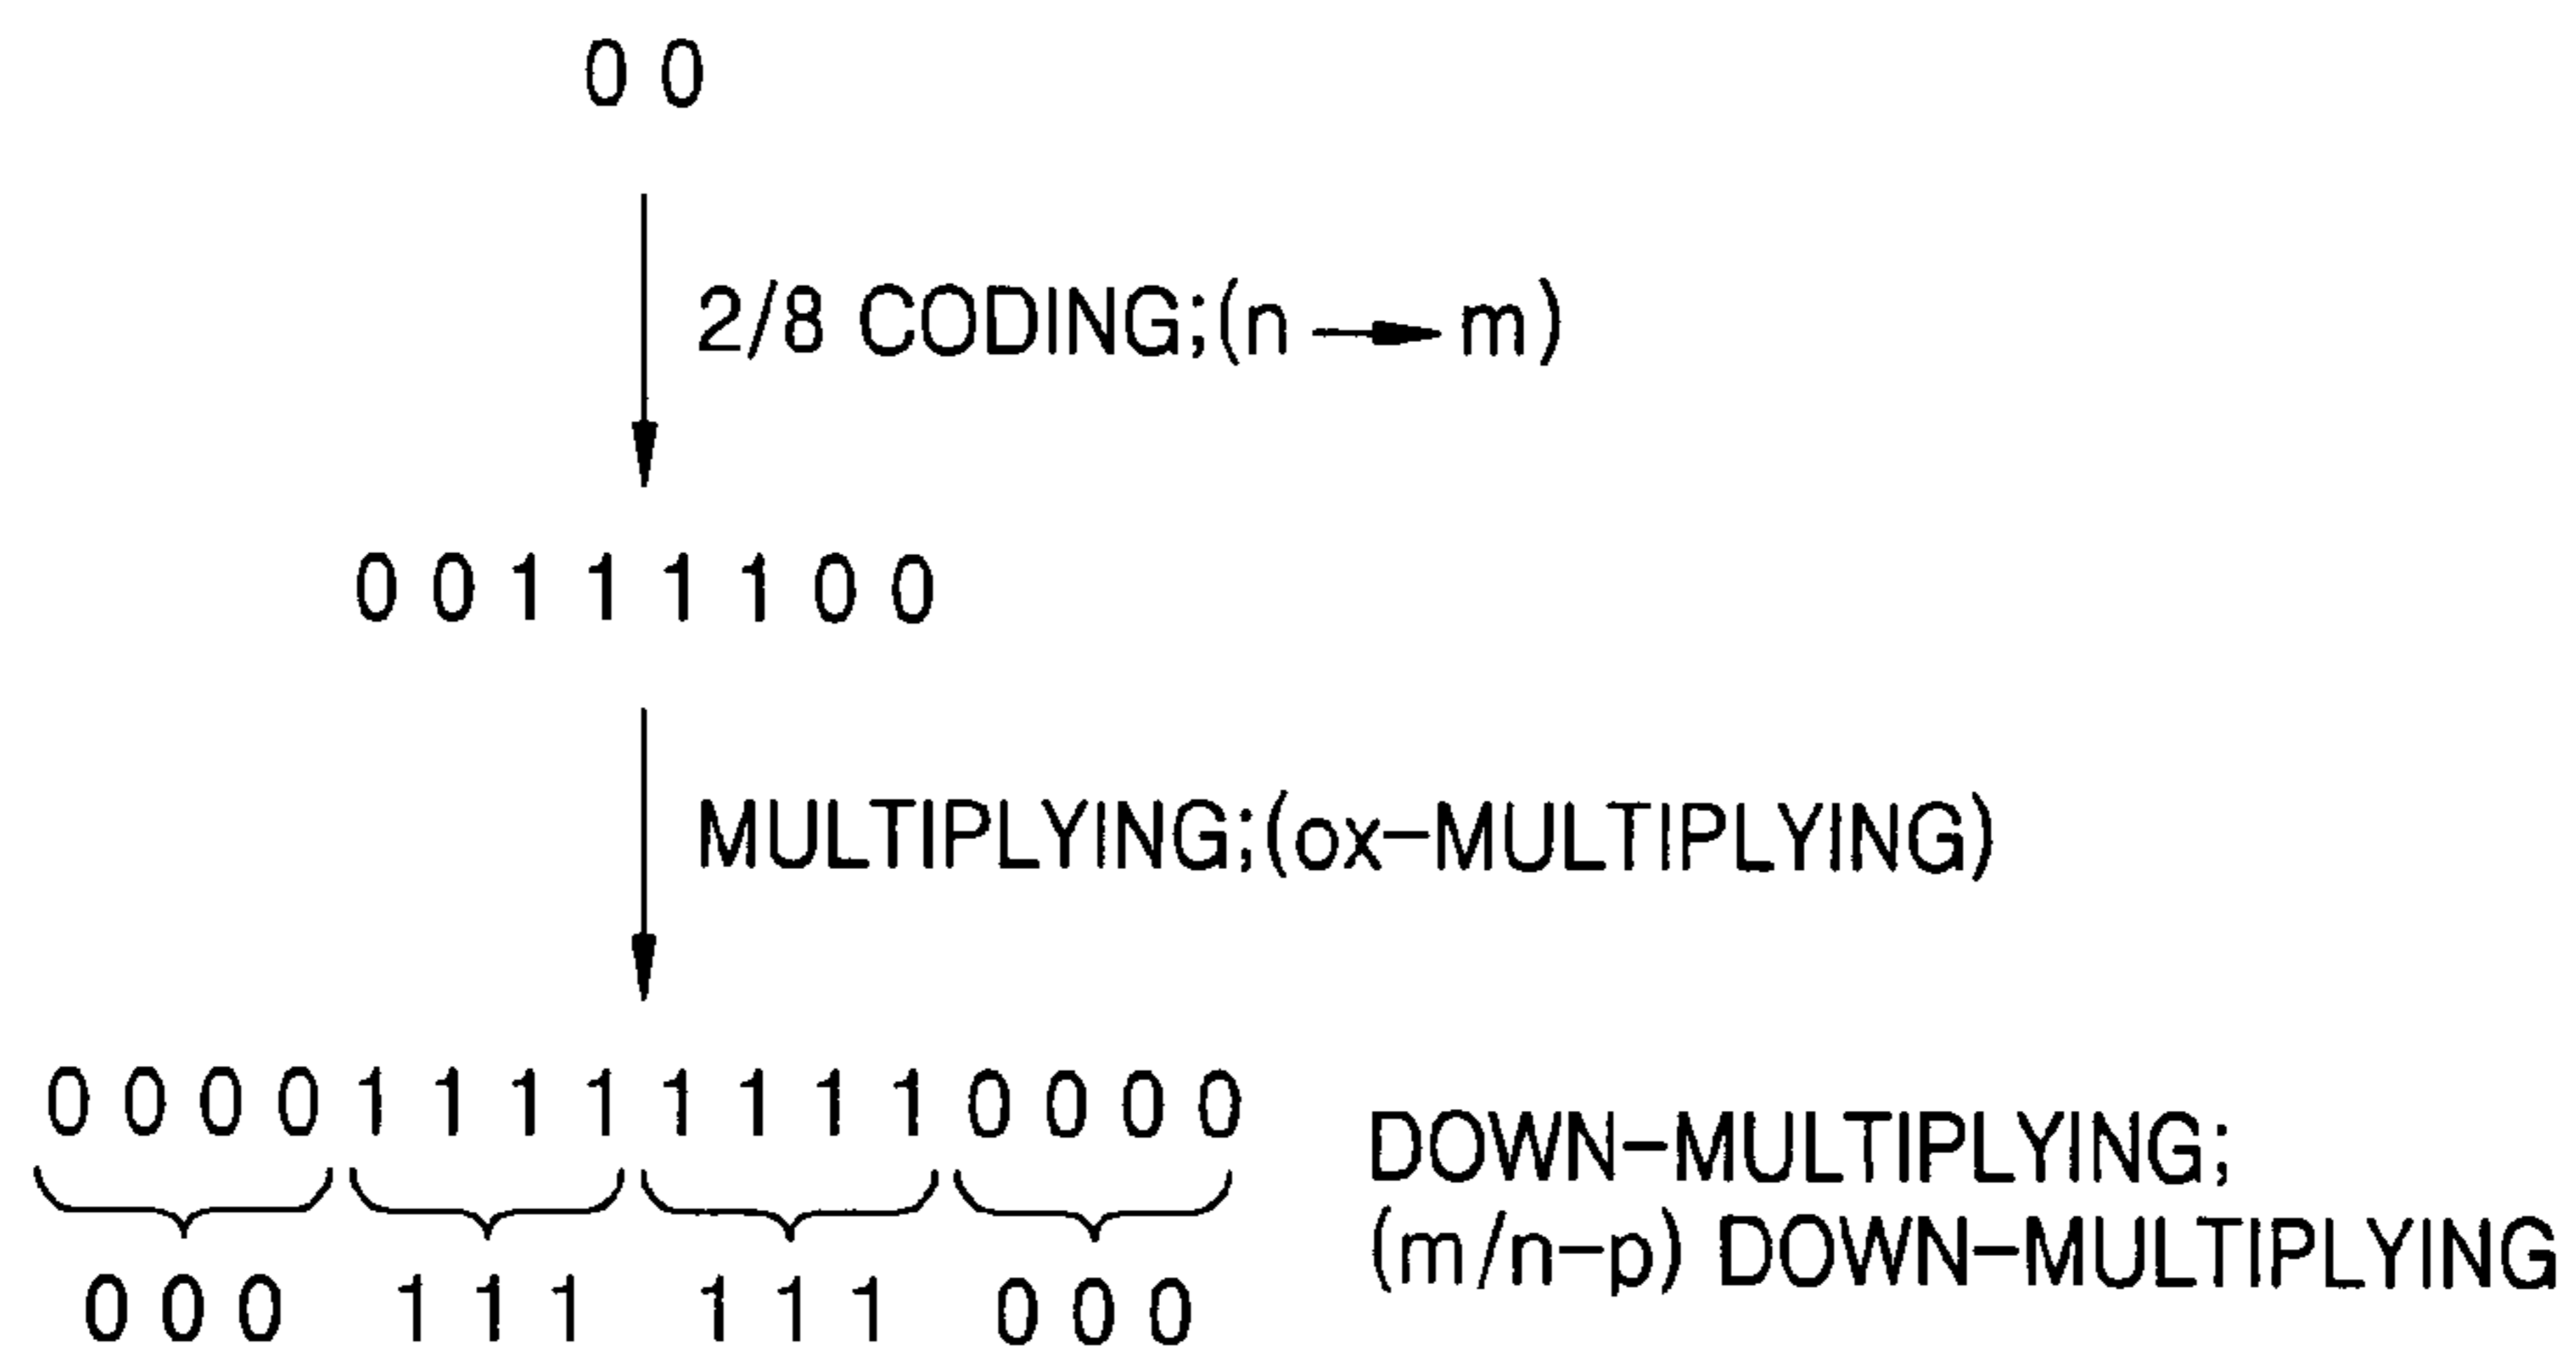 0 0
2/8 CODING;(n → m)
0 0 1 1 1 1 0 0
MULTIPLYING;(ox-MULTIPLYING)
0 0 0 0 1 1 1 1 1 1 1 1 0 0 0 0
DOWN-MULTIPLYING;
(m/n-p) DOWN-MULTIPLYING
0 0 0 1 1 1 1 1 1 0 0 0